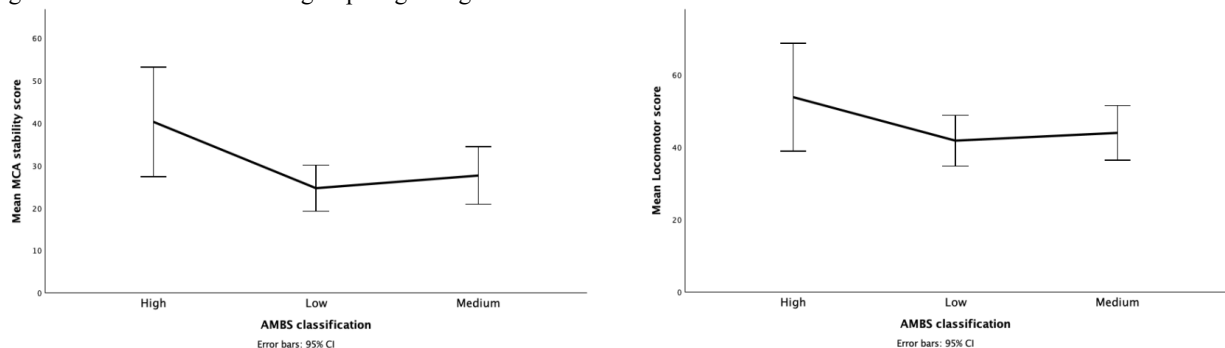 Mean MCA stability score
60
50
40
30
20
10
0
High Low Medium
AMBS classification
Error bars: 95% CI
Mean Locomotor score
60
40
20
0
High Low Medium
AMBS classification
Error bars: 95% CI